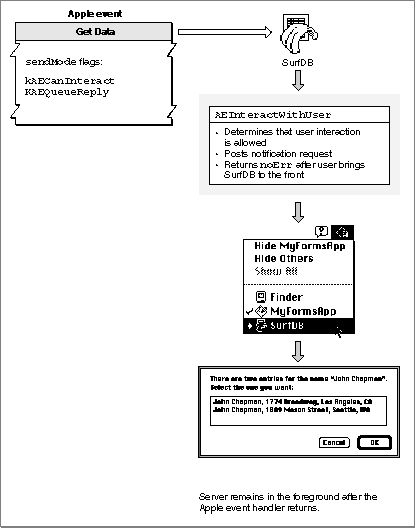 Apple event
Get Data
sendMode flags:
kAECanInteract
KAEQueueReply
SurfDB
AEInteractWithUser
• Determines that user interaction
is allowed
• Posts notification request
• Returns noErr after user brings
SurfDB to the front
Hide MyFormsApp
Hide Others
Show All
Finder
MyFormsApp
SurfDB
There are two entries for the name "John Chapman".
Select the one you want:
John Chapman, 1774 Broadway, Los Angeles, CA
John Chapman, 1809 Mason Street, Seattle, WA
Cancel
OK
Server remains in the foreground after the
Apple event handler returns.